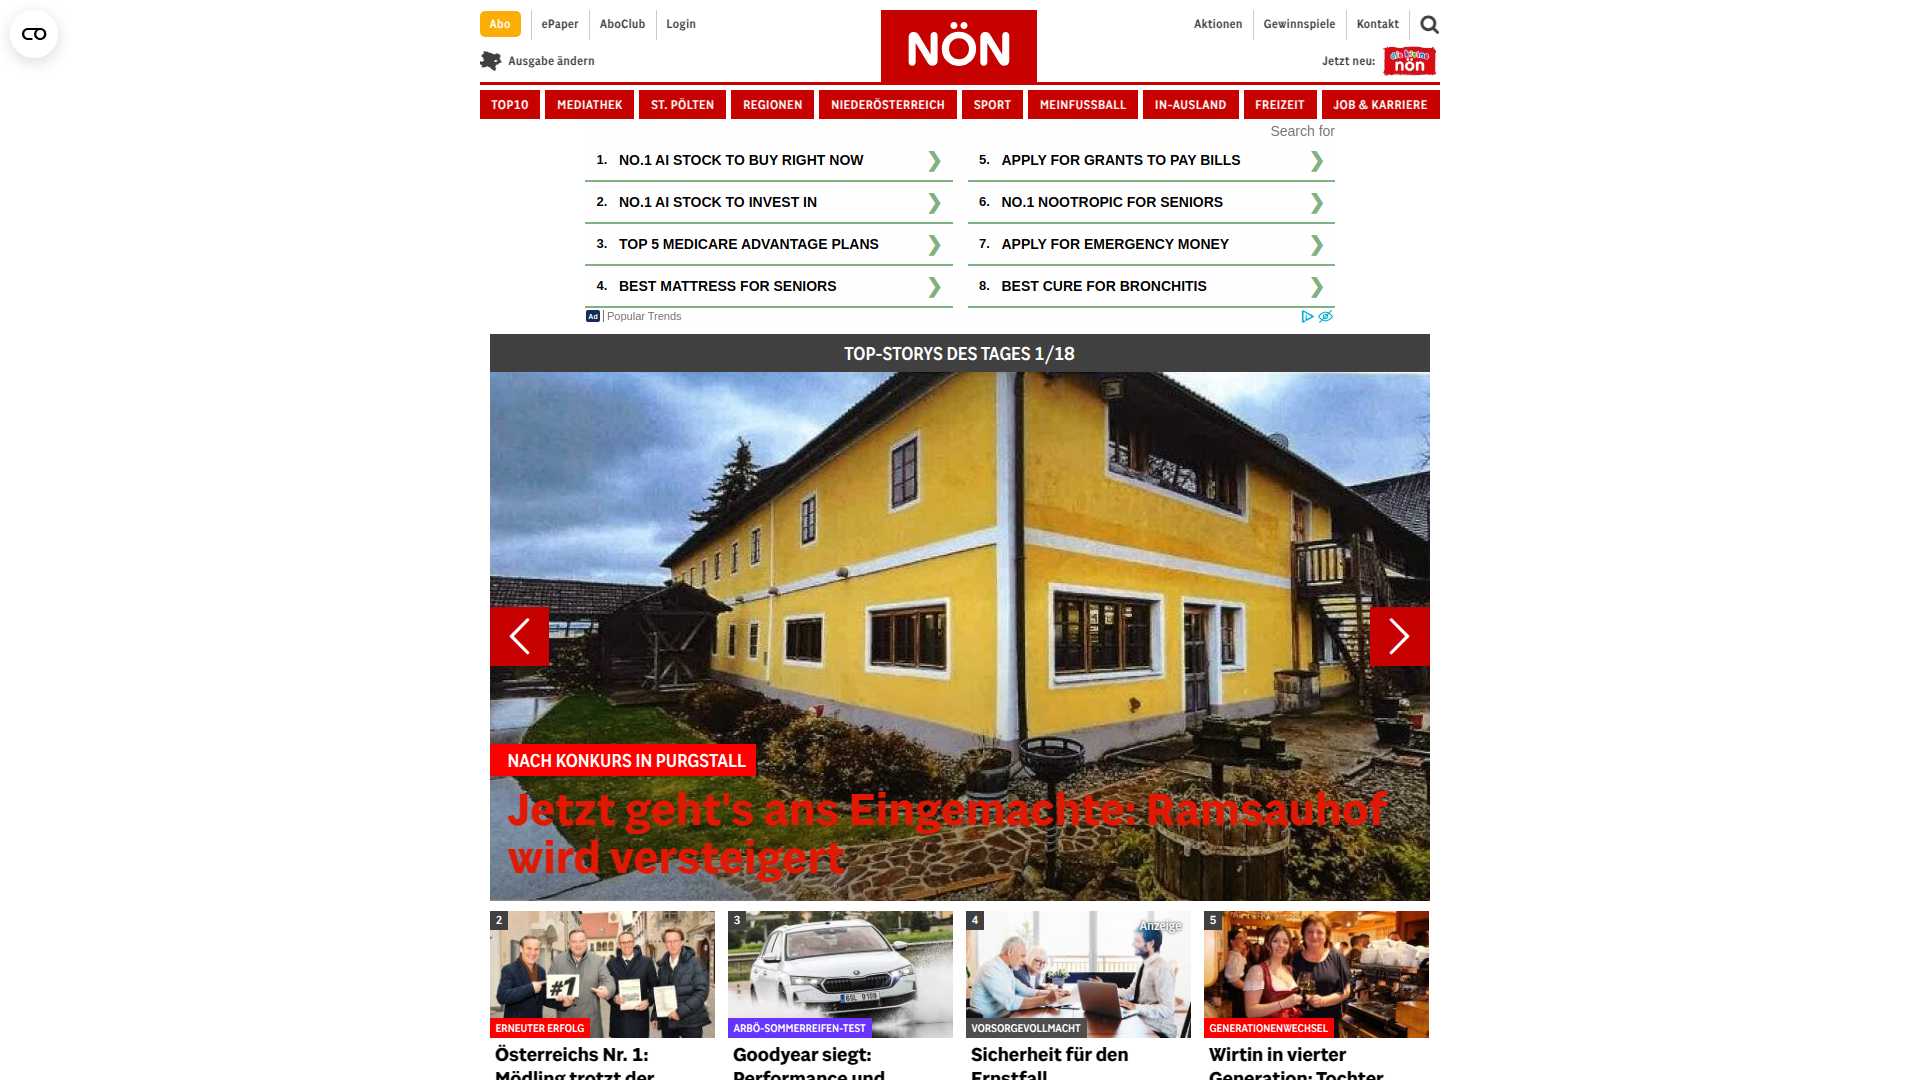 Abo
ePaper
AboClub
Login
NÖN
Aktionen
Gewinnspiele
Kontakt
Ausgabe ändern
Jetzt neu:
die kleine
nön
TOP10
MEDIATHEK
ST. PÖLTEN
REGIONEN
NIEDERÖSTERREICH
SPORT
MEINFUSSBALL
IN-AUSLAND
FREIZEIT
JOB & KARRIERE
Search for
1. NO.1 AI STOCK TO BUY RIGHT NOW
2. NO.1 AI STOCK TO INVEST IN
3. TOP 5 MEDICARE ADVANTAGE PLANS
4. BEST MATTRESS FOR SENIORS
5. APPLY FOR GRANTS TO PAY BILLS
6. NO.1 NOOTROPIC FOR SENIORS
7. APPLY FOR EMERGENCY MONEY
8. BEST CURE FOR BRONCHITIS
Ad | Popular Trends
TOP-STORYS DES TAGES 1/18
NACH KONKURS IN PURGSTALL
Jetzt geht's ans Eingemachte: Ramsauhof
wird versteigert
2
#1
ERNEUTER ERFOLG
Österreichs Nr. 1:
Mödling trotzt der
3
ARBÖ-SOMMERREIFEN-TEST
Goodyear siegt:
Performance und
4
Anzeige
VORSORGEVOLLMACHT
Sicherheit für den
Ernstfall
5
GENERATIONENWECHSEL
Wirtin in vierter
Generation: Tochter